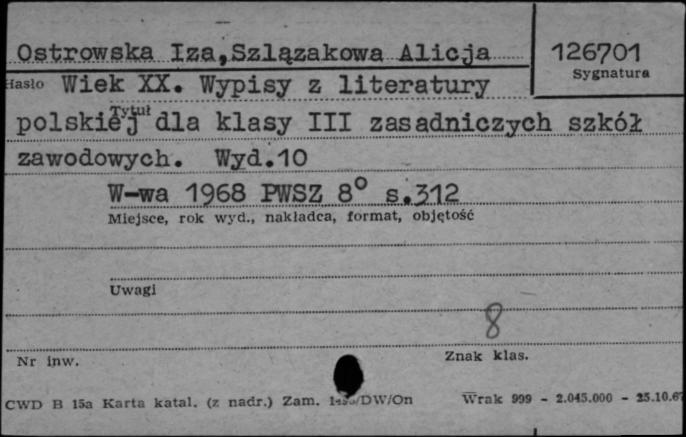 Ostrowska Iza,Szlązakowa Alicja
126701
Sygnatura
Hasło Wiek XX. Wypisy z literatury
Tytuł
polskiej dla klasy III zasadniczych szkół
zawodowych. Wyd.10
W-wa 1968 PWSZ 8° s.312
Miejsce, rok wyd., nakładca, format, objętość
Uwagi
8
Nr inw.
Znak klas.
CWD B 15a Karta katal. (z nadr.) Zam. /DW/On
Wrak 999 - 2.045.000 - 25.10.67